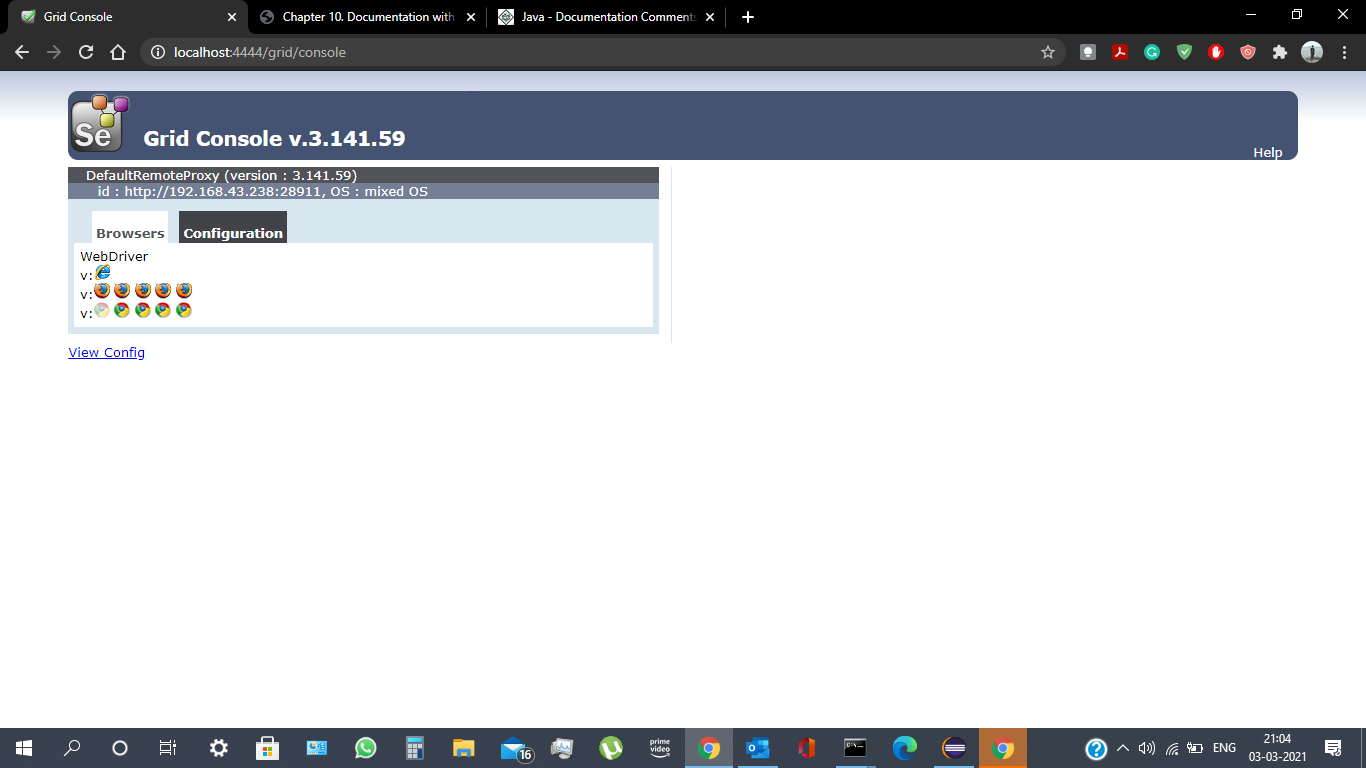 Grid Console
Chapter 10. Documentation with
Java - Documentation Comments
localhost:4444/grid/console
Se
Grid Console v.3.141.59
Help
DefaultRemoteProxy (version : 3.141.59)
id : http://192.168.43.238:28911, OS : mixed OS
Browsers
Configuration
WebDriver
v:
v:
v:
View Config
16
prime video
C:\
ENG
21:04
03-03-2021